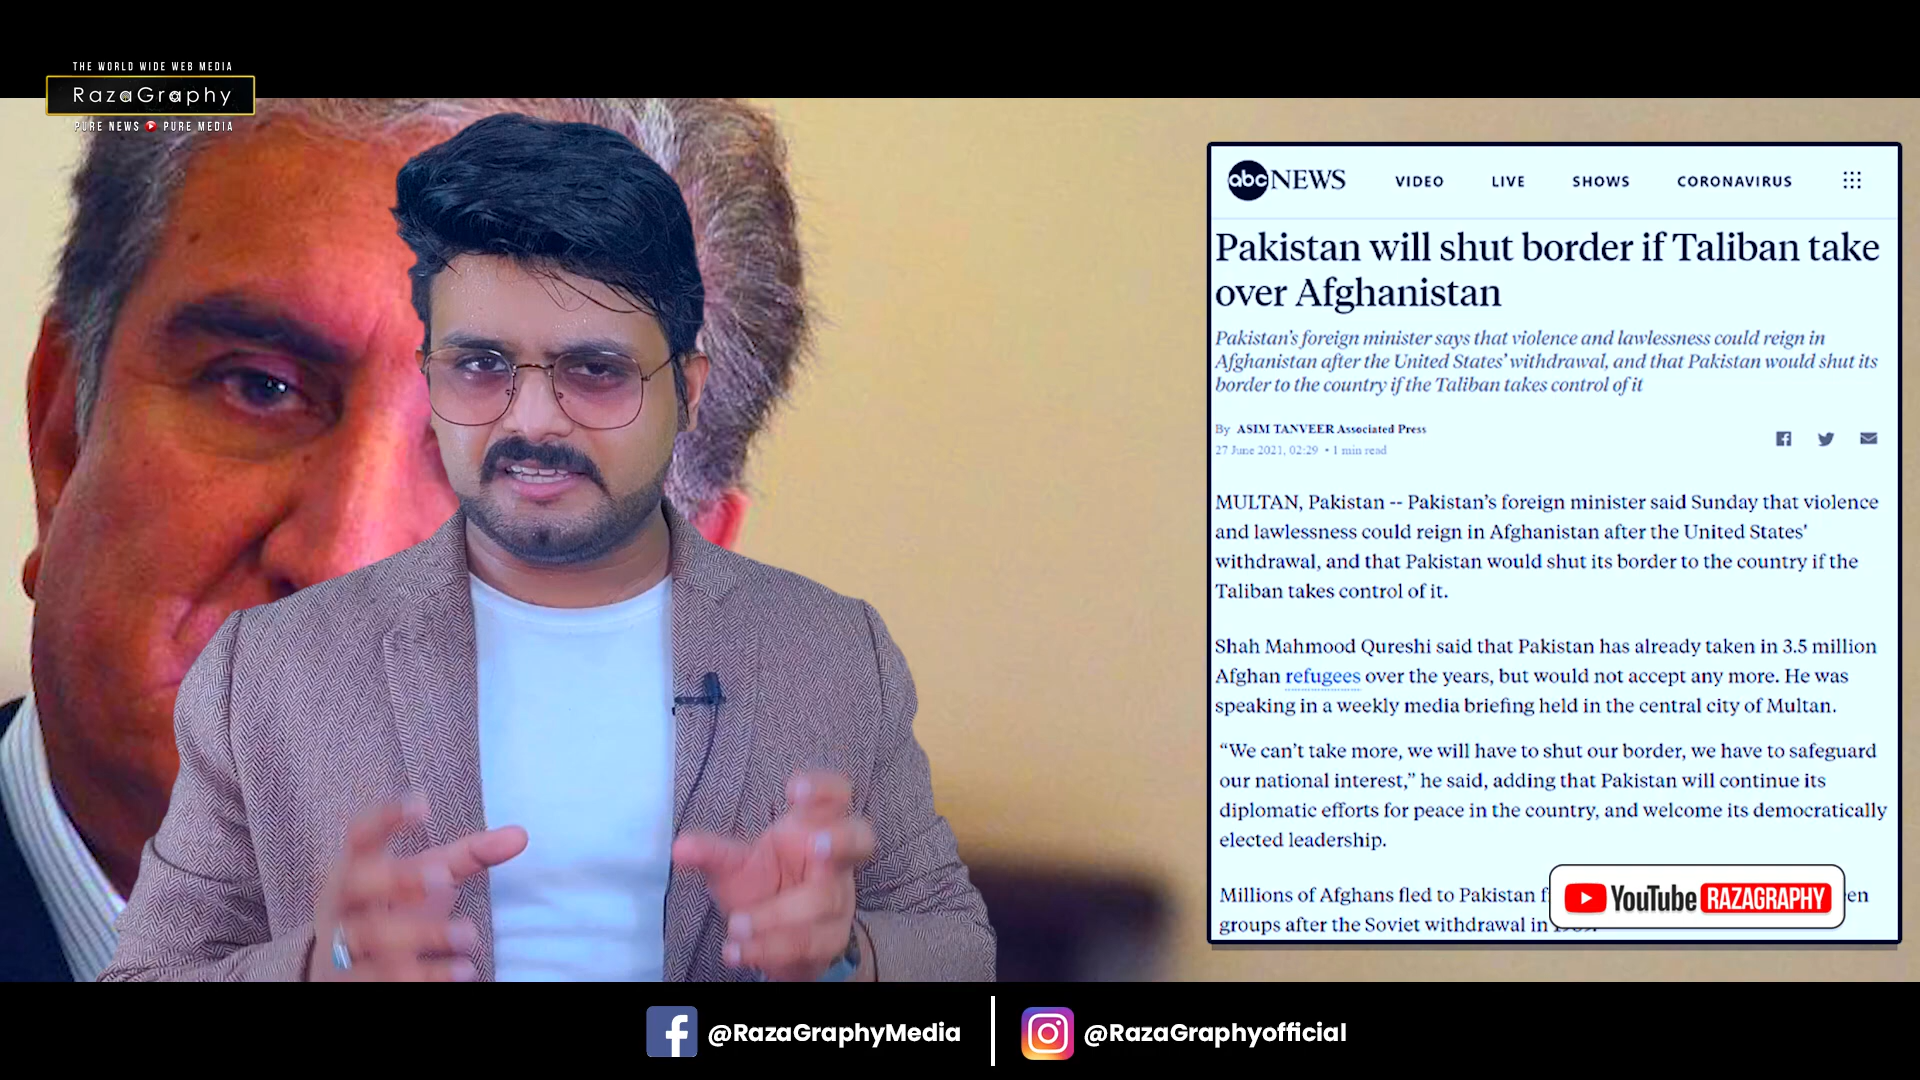 THE WORLD WIDE WEB MEDIA
RazaGraphy
PURE NEWS PURE MEDIA
abc NEWS VIDEO LIVE SHOWS CORONAVIRUS
Pakistan will shut border if Taliban take
over Afghanistan
Pakistan's foreign minister says that violence and lawlessness could reign in
Afghanistan after the United States' withdrawal, and that Pakistan would shut its
border to the country if the Taliban takes control of it
By ASIM TANVEER Associated Press
27 June 2021, 02:29 • 1 min read
MULTAN, Pakistan -- Pakistan's foreign minister said Sunday that violence
and lawlessness could reign in Afghanistan after the United States'
withdrawal, and that Pakistan would shut its border to the country if the
Taliban takes control of it.
Shah Mahmood Qureshi said that Pakistan has already taken in 3.5 million
Afghan refugees over the years, but would not accept any more. He was
speaking in a weekly media briefing held in the central city of Multan.
“We can't take more, we will have to shut our border, we have to safeguard
our national interest,” he said, adding that Pakistan will continue its
diplomatic efforts for peace in the country, and welcome its democratically
elected leadership.
Millions of Afghans fled to Pakistan
groups after the Soviet withdrawal in
YouTube RAZAGRAPHY
@RazaGraphyMedia
@RazaGraphyofficial